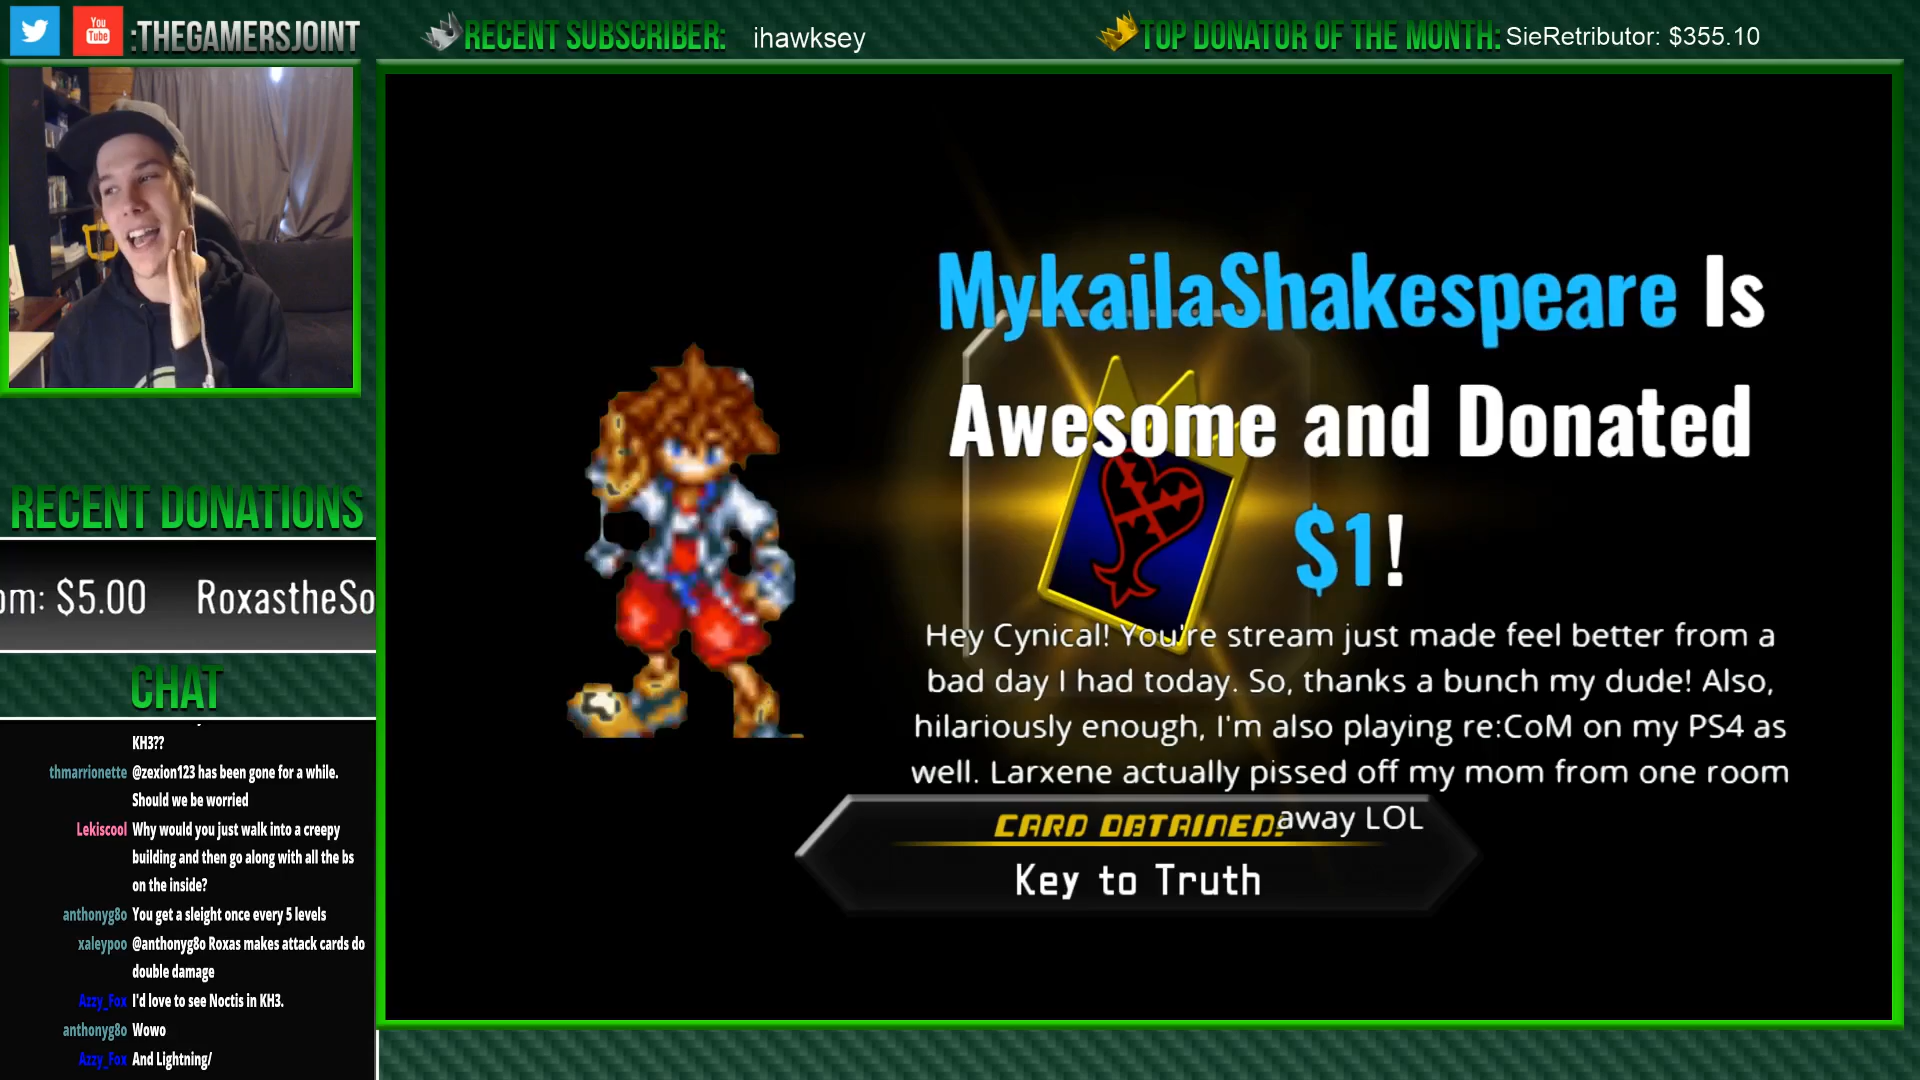 You
Tube
:THEGAMERSJOINT
RECENT SUBSCRIBER: ihawksey
TOP DONATOR OF THE MONTH: SieRetributor: $355.10
MykailaShakespeare Is
Awesome and Donated
$1!
Hey Cynical! You're stream just made feel better from a
bad day I had today. So, thanks a bunch my dude! Also,
hilariously enough, I'm also playing re:CoM on my PS4 as
well. Larxene actually pissed off my mom from one room
away LOL
CARD OBTAINED:
Key to Truth
RECENT DONATIONS
om: $5.00 RoxastheSo
CHAT
KH3??
thmarrionette @zexion123 has been gone for a while.
Should we be worried
Lekiscool Why would you just walk into a creepy
building and then go along with all the bs
on the inside?
anthonyg8o You get a sleight once every 5 levels
xaleypoo @anthonyg8o Roxas makes attack cards do
double damage
Azzy_Fox I'd love to see Noctis in KH3.
anthonyg8o Wowo
Azzy_Fox And Lightning/